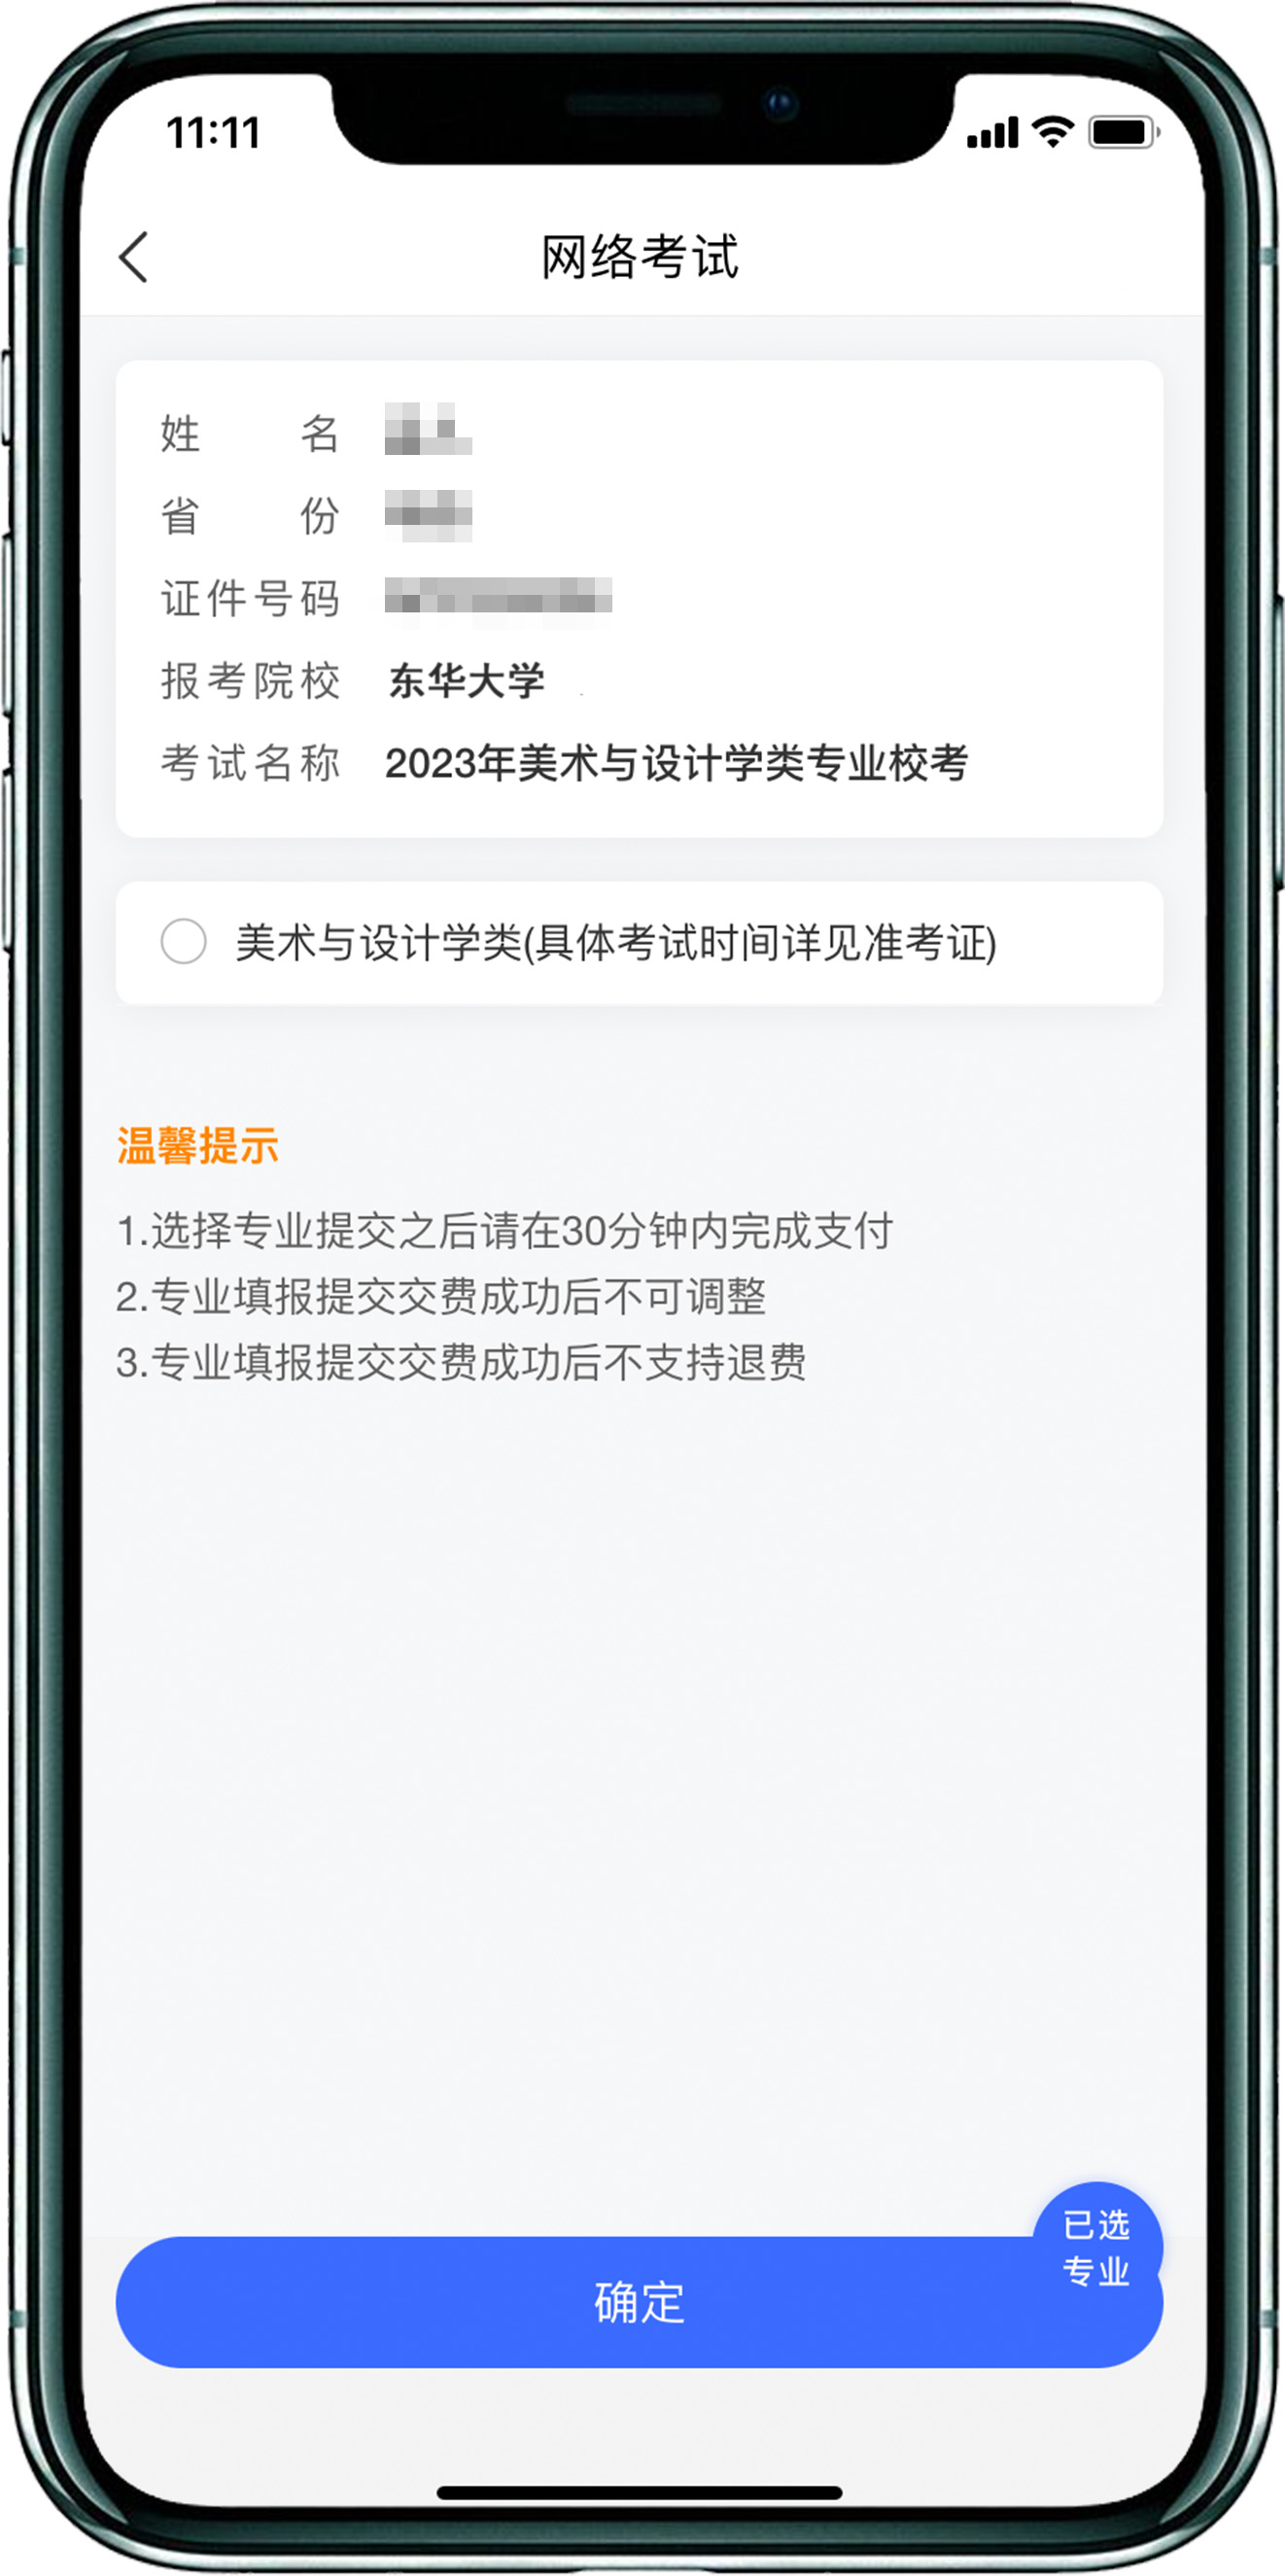 11:11
网络考试
姓名
省份
证件号码
报考院校 东华大学
考试名称 2023年美术与设计学类专业校考
美术与设计学类(具体考试时间详见准考证)
温馨提示
1.选择专业提交之后请在30分钟内完成支付
2.专业填报提交交费成功后不可调整
3.专业填报提交交费成功后不支持退费
已选
专业
确定